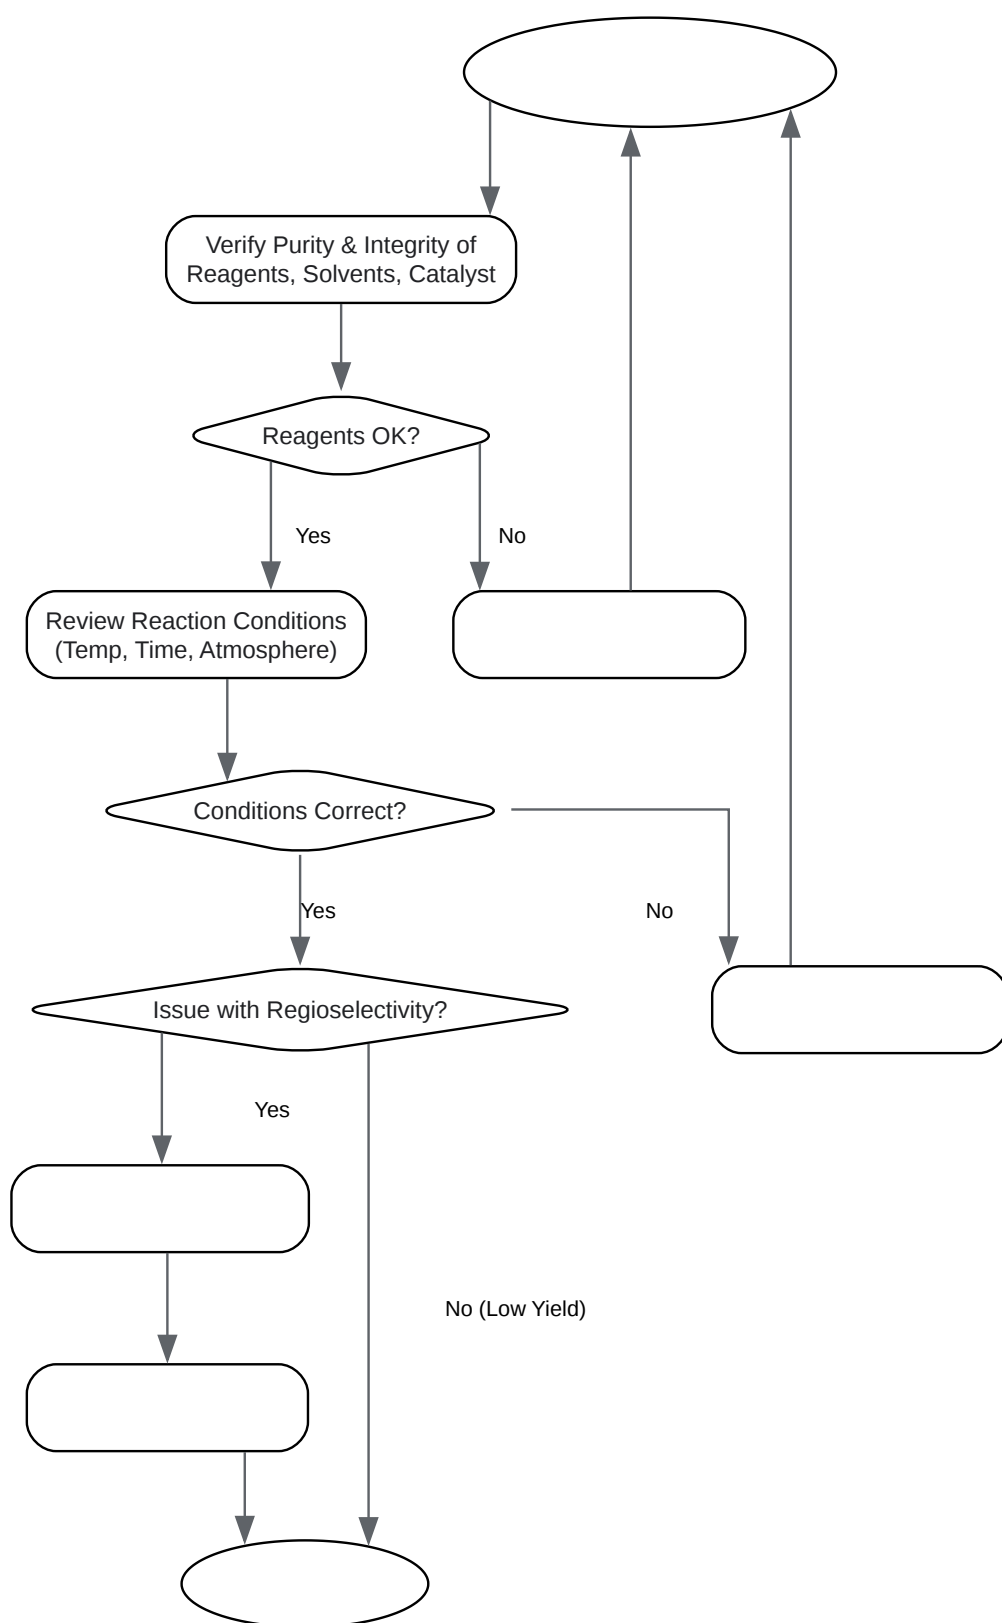 Verify Purity & Integrity of
Reagents, Solvents, Catalyst
Reagents OK?
Yes
No
Review Reaction Conditions
(Temp, Time, Atmosphere)
Conditions Correct?
Yes
No
Issue with Regioselectivity?
Yes
No (Low Yield)